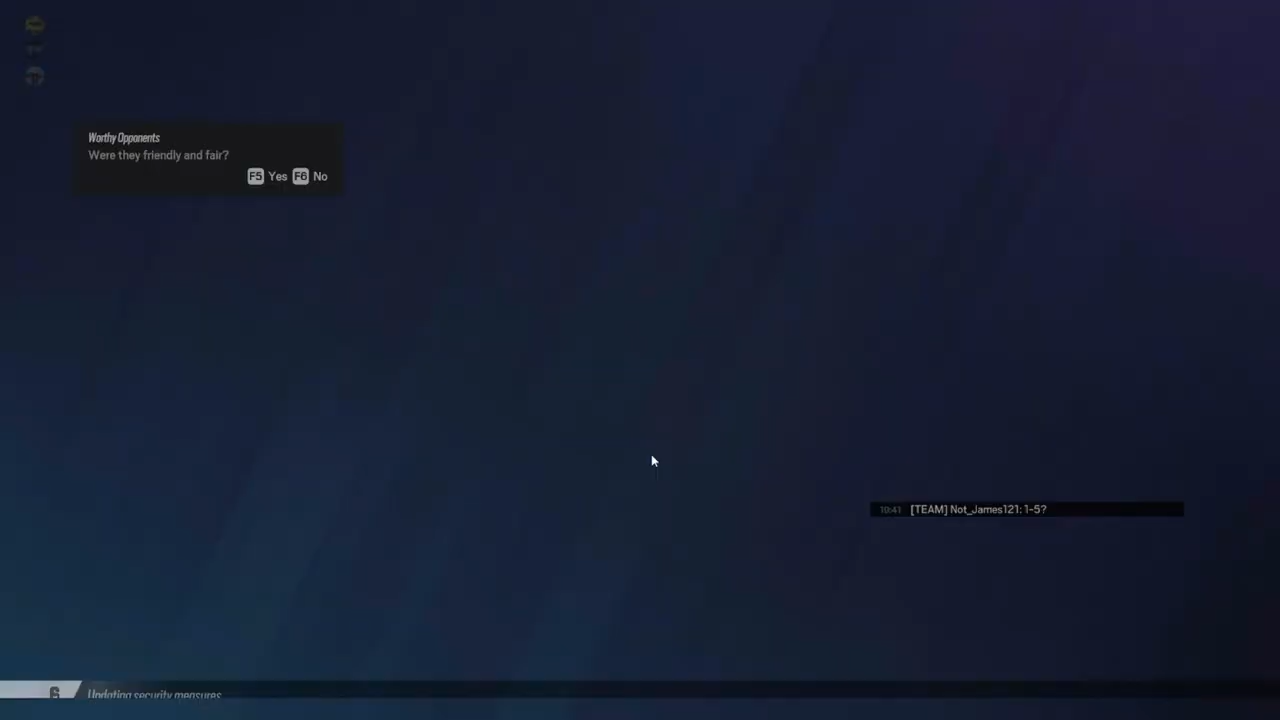 Worthy Opponents
Were they friendly and fair?
F5 Yes F6 No
19:41 [TEAM] Not_James121: 1-5?
6 Updating security measures